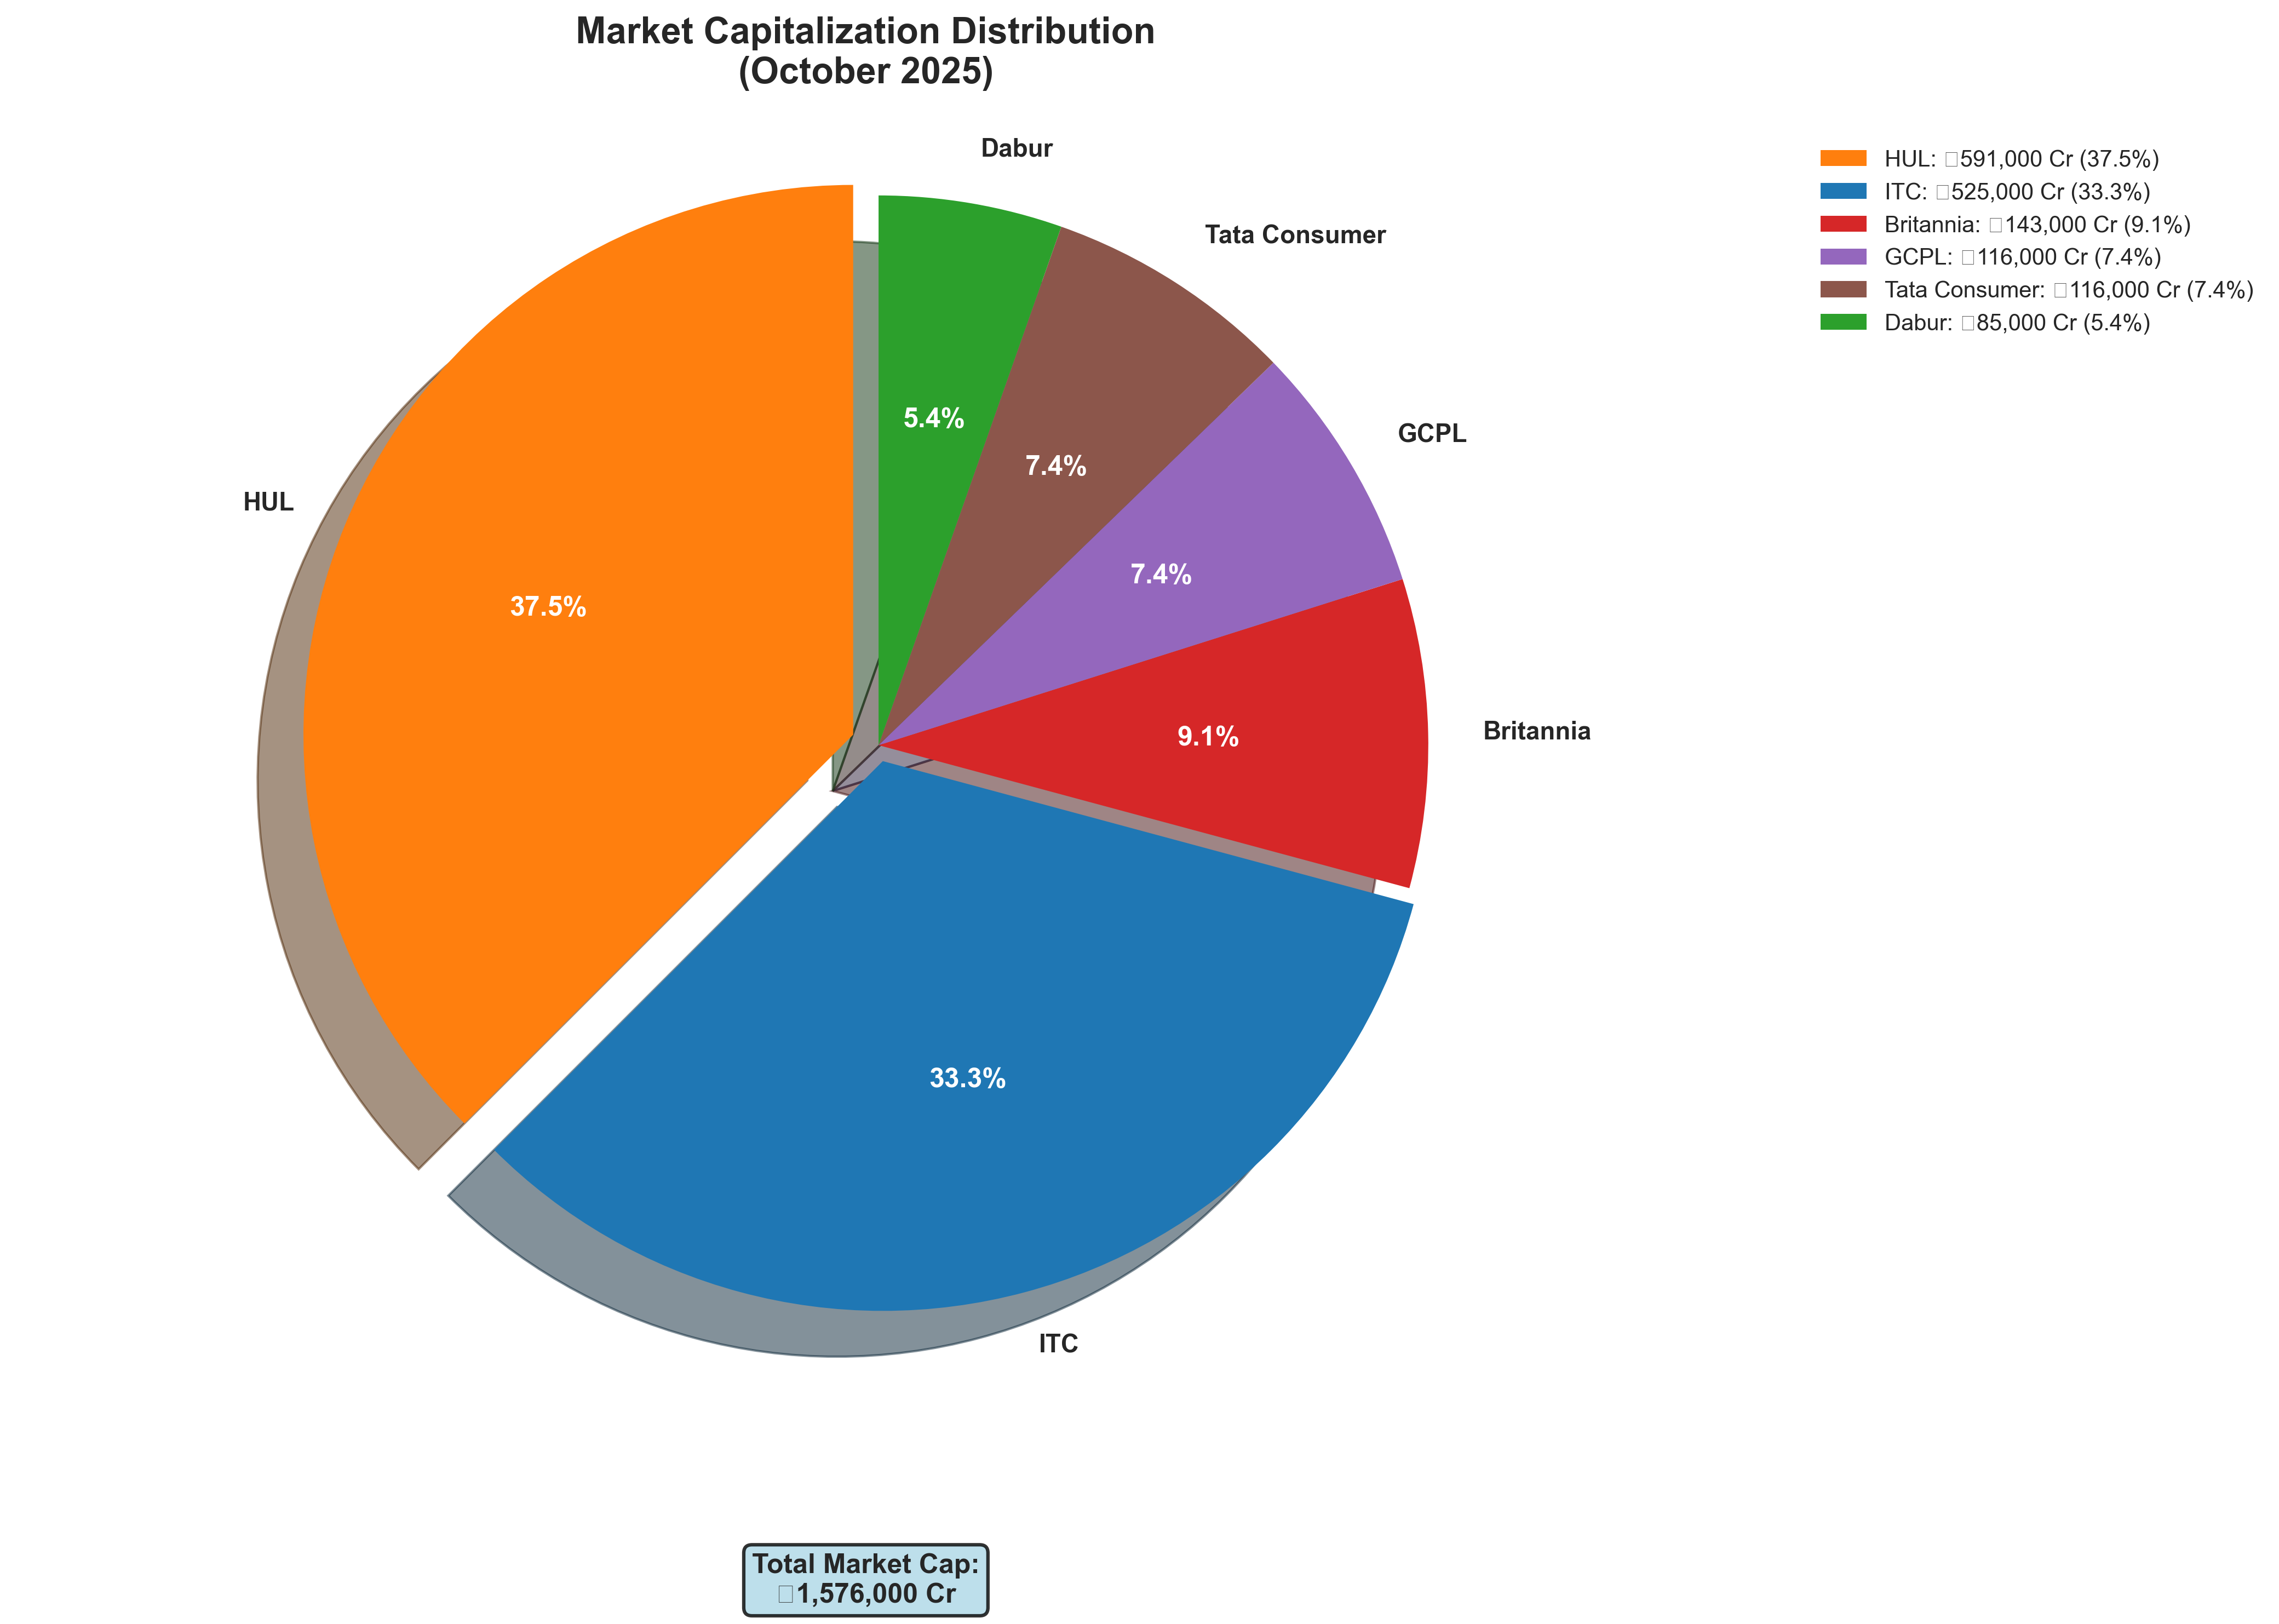 Market Capitalization Distribution
(October 2025)
Dabur
Tata Consumer
GCPL
HUL
Britannia
ITC
5.4%
7.4%
7.4%
37.5%
9.1%
33.3%
HUL: □591,000 Cr (37.5%)
ITC: □525,000 Cr (33.3%)
Britannia: □143,000 Cr (9.1%)
GCPL: □116,000 Cr (7.4%)
Tata Consumer: □116,000 Cr (7.4%)
Dabur: □85,000 Cr (5.4%)
Total Market Cap:
□1,576,000 Cr